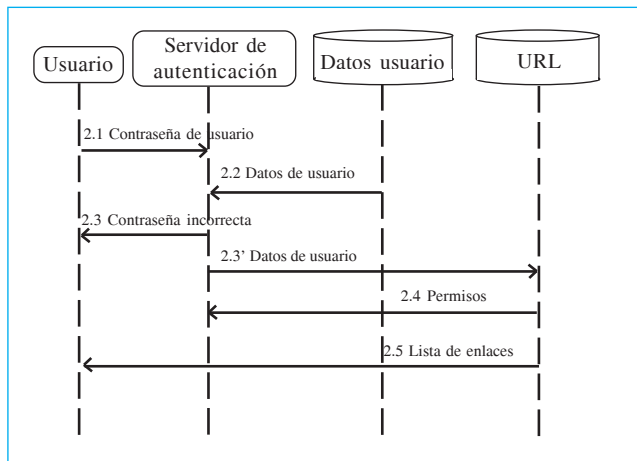 Usuario
Servidor de
autenticación
Datos usuario
URL
2.1 Contraseña de usuario
2.2 Datos de usuario
2.3 Contraseña incorrecta
2.3’ Datos de usuario
2.4 Permisos
2.5 Lista de enlaces